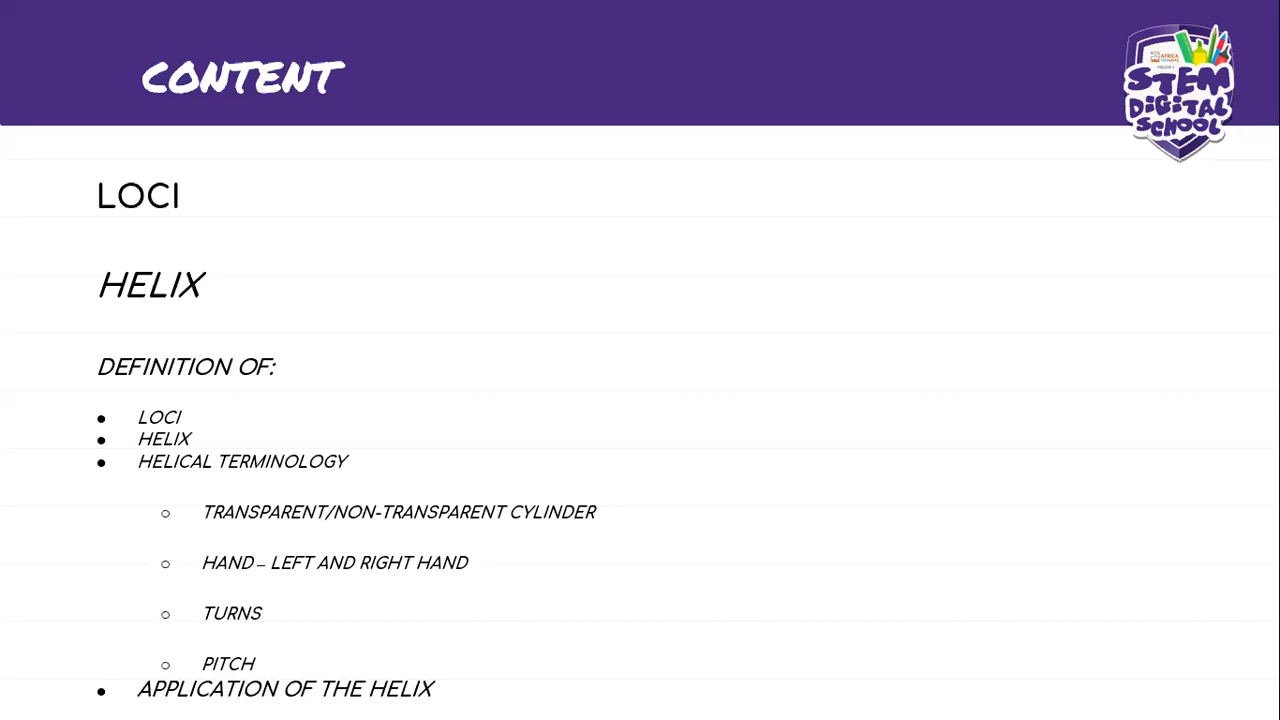 CONTENT
AFRICA
STEM
DIGITAL
SCHOOL
LOCI
HELIX
DEFINITION OF:
● LOCI
● HELIX
● HELICAL TERMINOLOGY
○ TRANSPARENT/NON-TRANSPARENT CYLINDER
○ HAND – LEFT AND RIGHT HAND
○ TURNS
○ PITCH
● APPLICATION OF THE HELIX